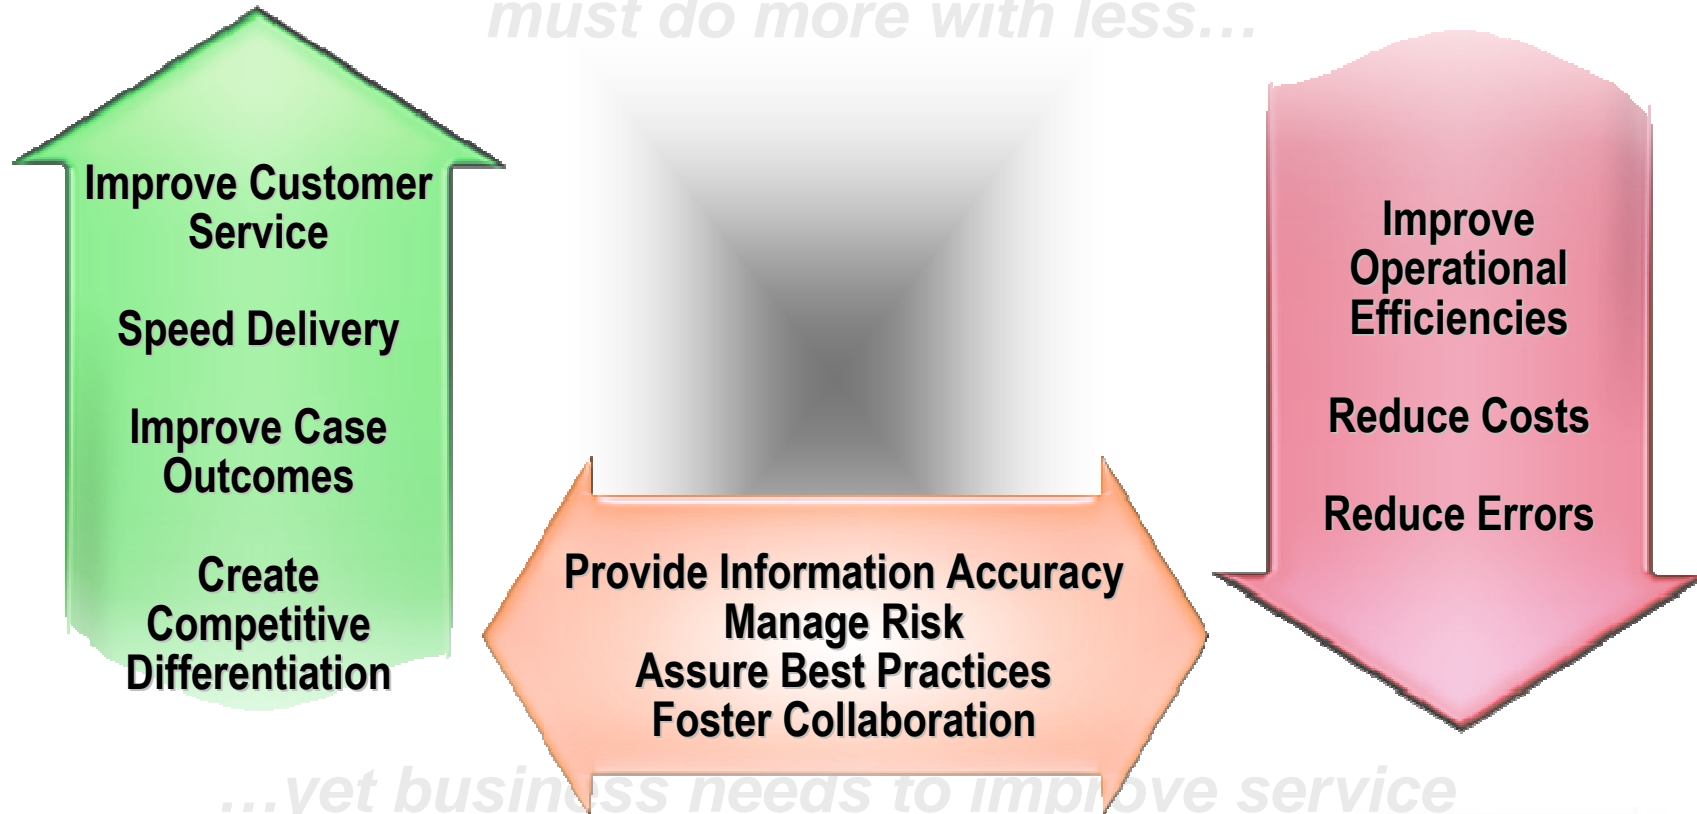 must do more with less…
Improve Customer
Service
Speed Delivery
Improve Case
Outcomes
Create
Competitive
Differentiation
Provide Information Accuracy
Manage Risk
Assure Best Practices
Foster Collaboration
Improve
Operational
Efficiencies
Reduce Costs
Reduce Errors
…yet business needs to improve service